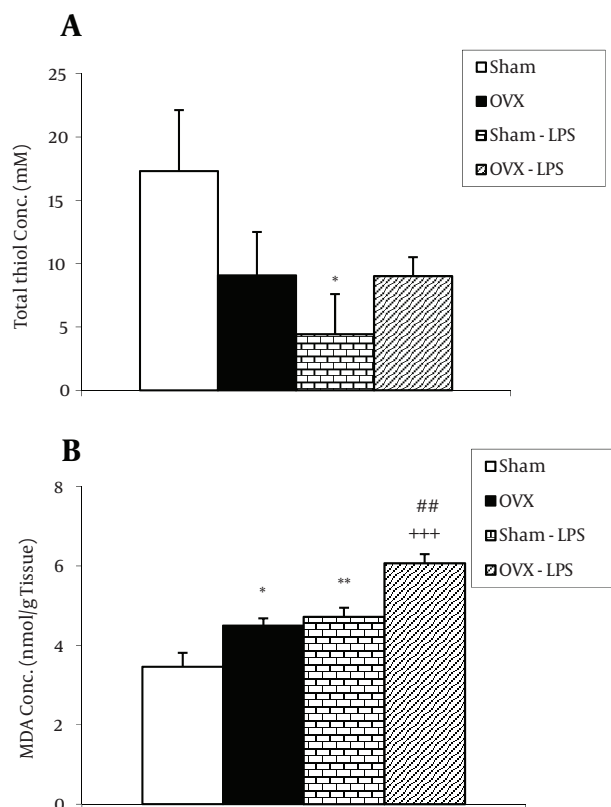 A
Total thiol Conc. (mM)
25
20
15
10
5
0
*
Sham
OVX
Sham - LPS
OVX - LPS
B
MDA Conc. (nmol/g Tissue)
8
6
4
2
0
*
**
##
+++
Sham
OVX
Sham - LPS
OVX - LPS